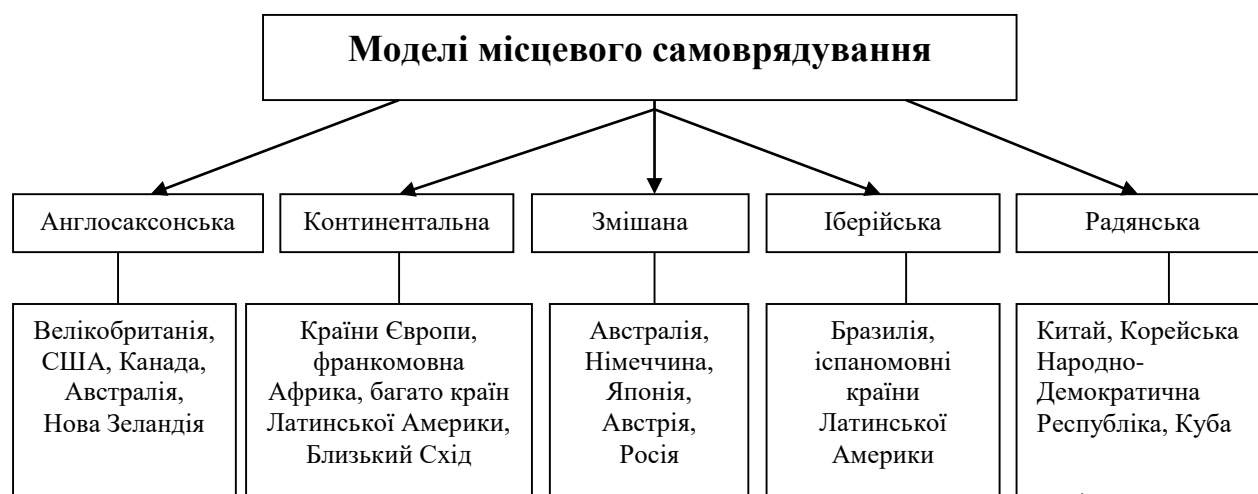 Моделі місцевого самоврядування
Англосаксонська
Континентальна
Змішана
Іберійська
Радянська
Велікобританія,
США, Канада,
Австралія,
Нова Зеландія
Країни Європи,
франкомовна
Африка, багато країн
Латинської Америки,
Близький Схід
Австралія,
Німеччина,
Японія,
Австрія,
Росія
Бразилія,
іспаномовні
країни
Латинської
Америки
Китай, Корейська
Народно-
Демократична
Республіка, Куба